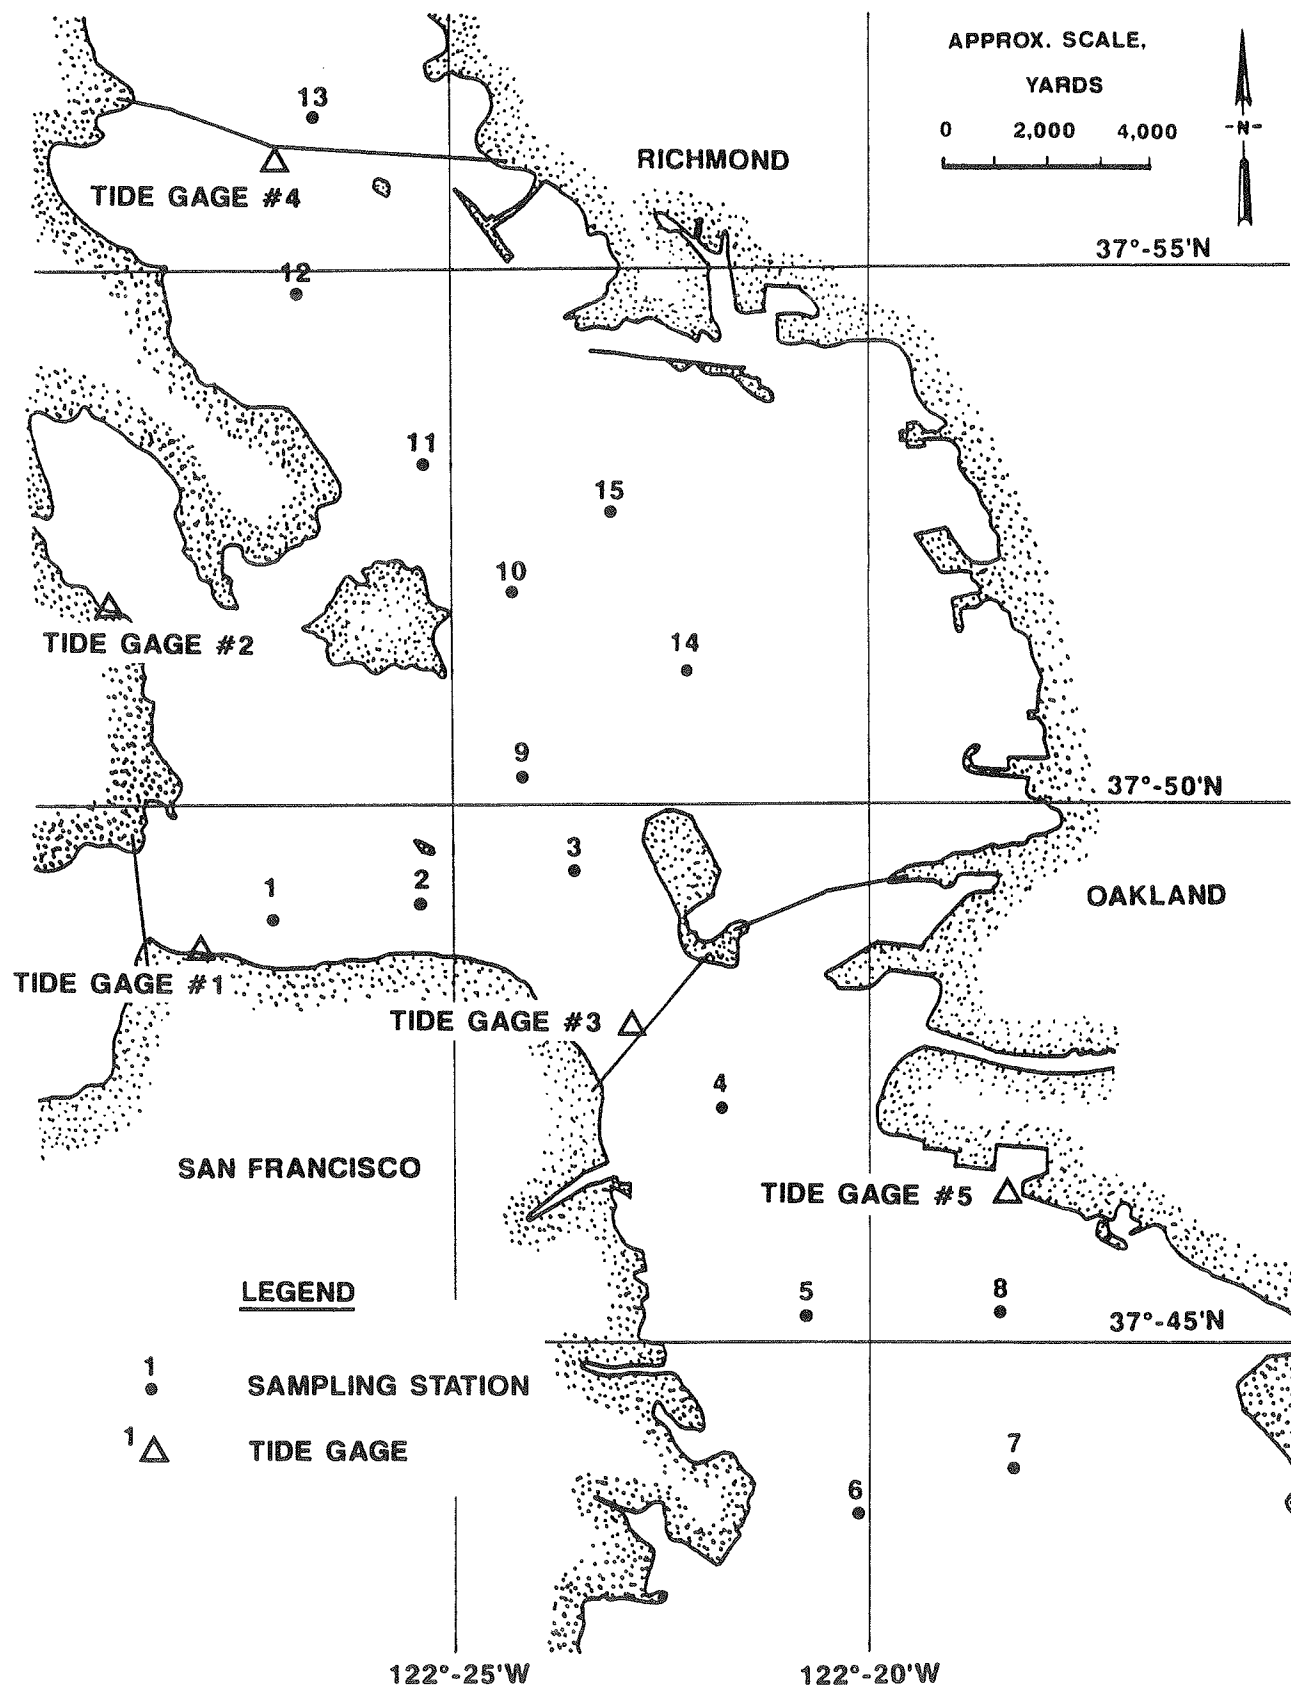 APPROX. SCALE,
YARDS
0 2,000 4,000
-N-
13
RICHMOND
TIDE GAGE #4
37°-55'N
12
11
15
10
TIDE GAGE #2
14
9
37°-50'N
3
1
2
OAKLAND
TIDE GAGE #1
TIDE GAGE #3
4
SAN FRANCISCO
TIDE GAGE #5
LEGEND
5
8
37°-45'N
1
SAMPLING STATION
1
TIDE GAGE
7
6
122°-25'W
122°-20'W